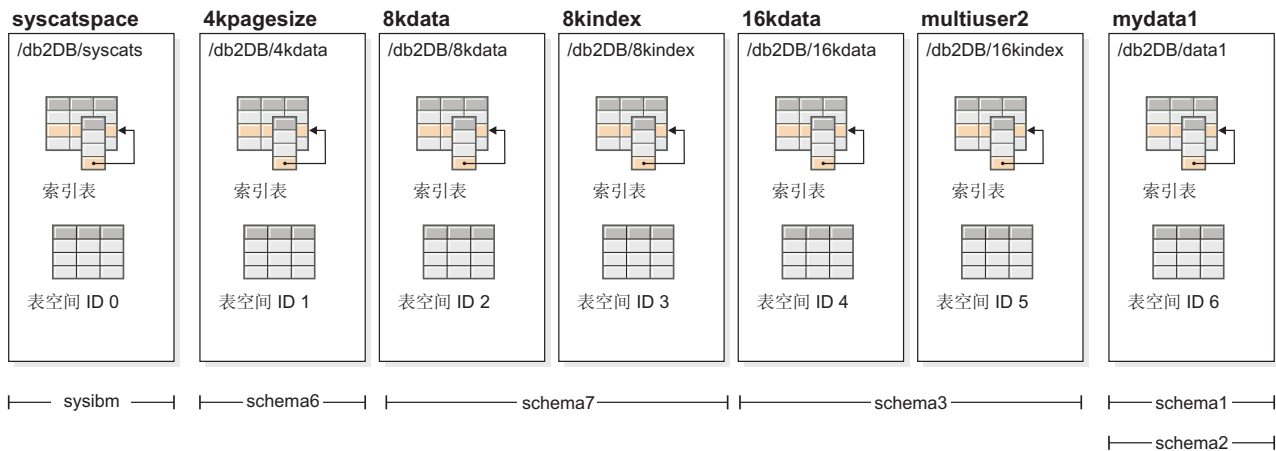 syscatspace
4kpagesize
8kdata
8kindex
16kdata
multiuser2
mydata1
/db2DB/syscats
/db2DB/4kdata
/db2DB/8kdata
/db2DB/8kindex
/db2DB/16kdata
/db2DB/16kindex
/db2DB/data1
索引表
索引表
索引表
索引表
索引表
索引表
索引表
表空间 ID 0
表空间 ID 1
表空间 ID 2
表空间 ID 3
表空间 ID 4
表空间 ID 5
表空间 ID 6
sysibm
schema6
schema7
schema3
schema1
schema2